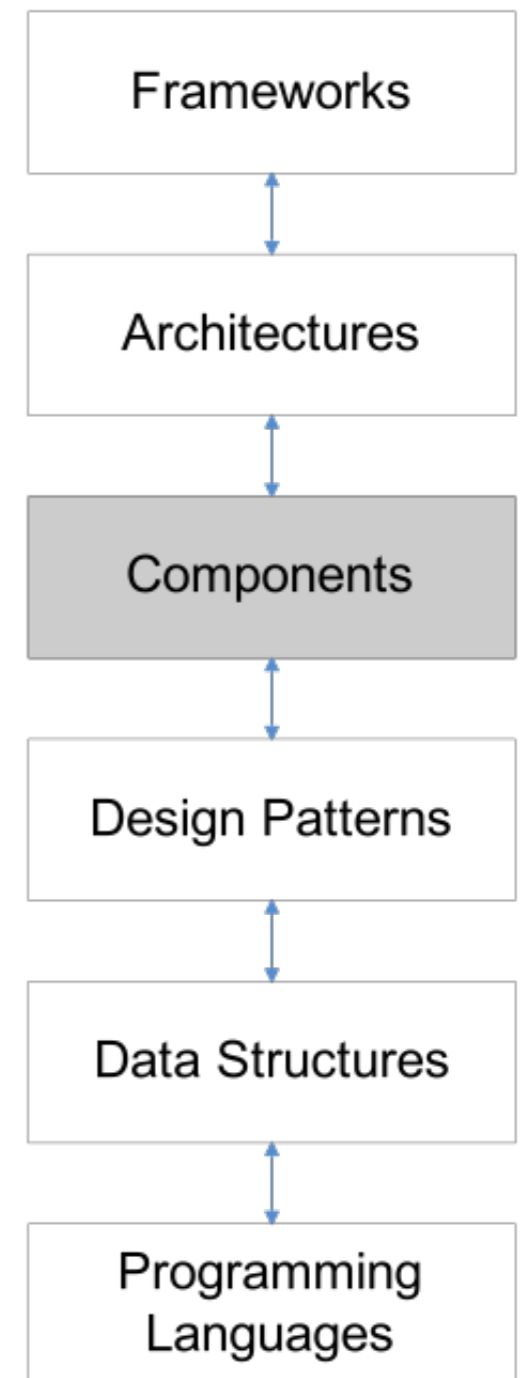 Frameworks
Architectures
Components
Design Patterns
Data Structures
Programming
Languages